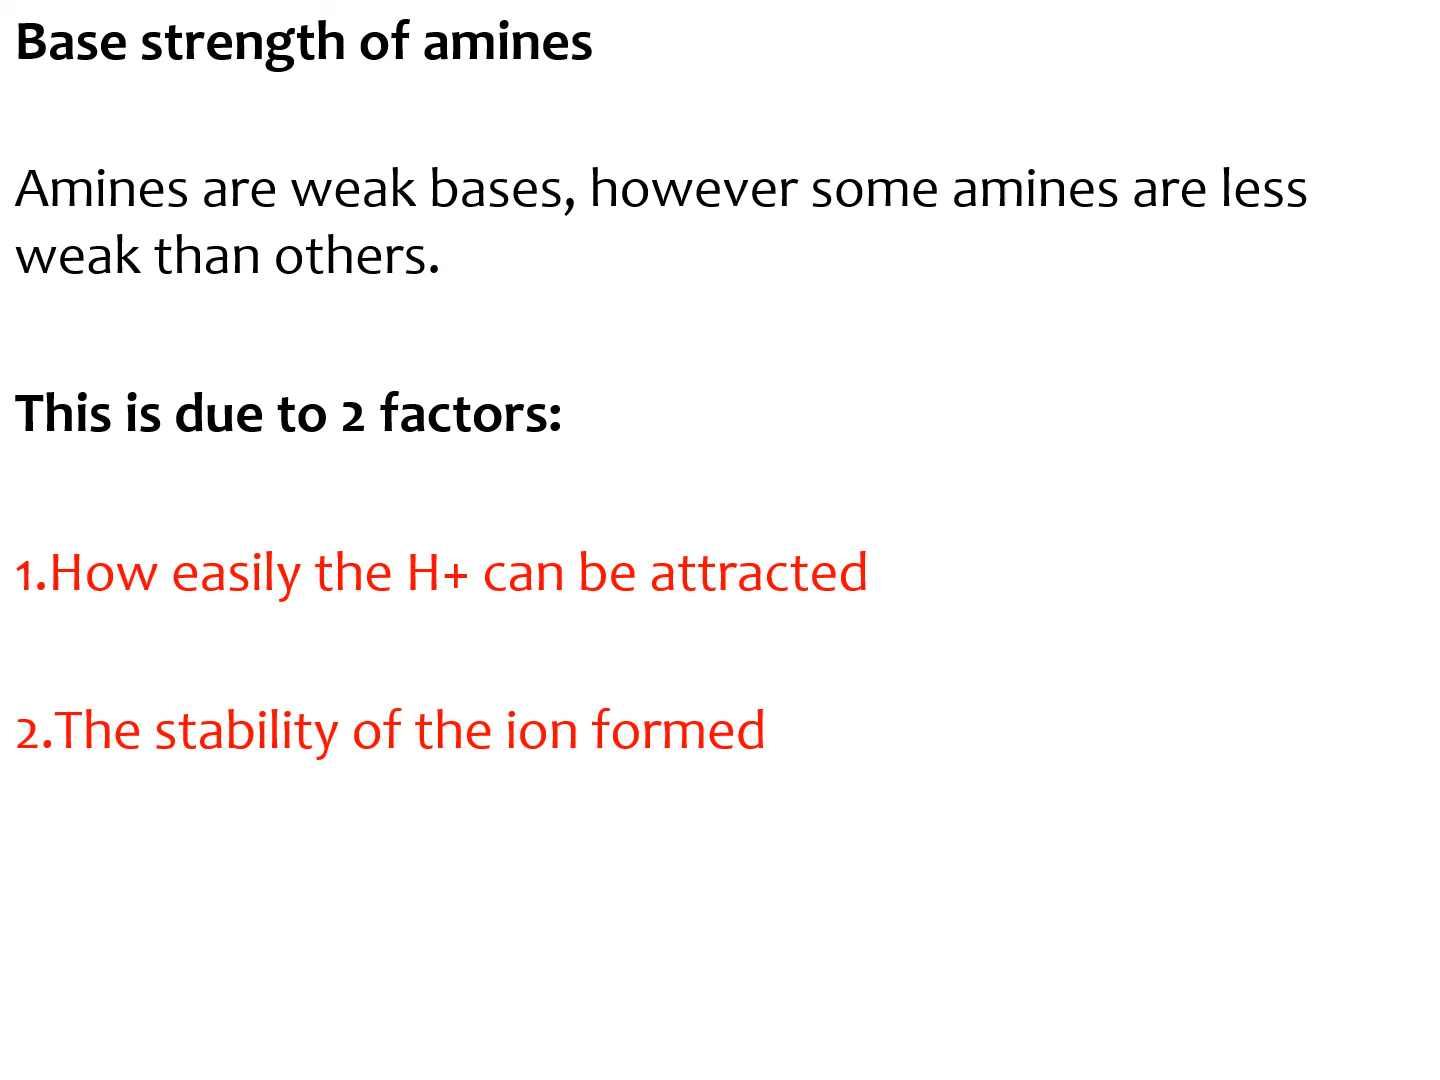 Base strength of amines
Amines are weak bases, however some amines are less
weak than others.
This is due to 2 factors:
1.How easily the H+ can be attracted
2.The stability of the ion formed